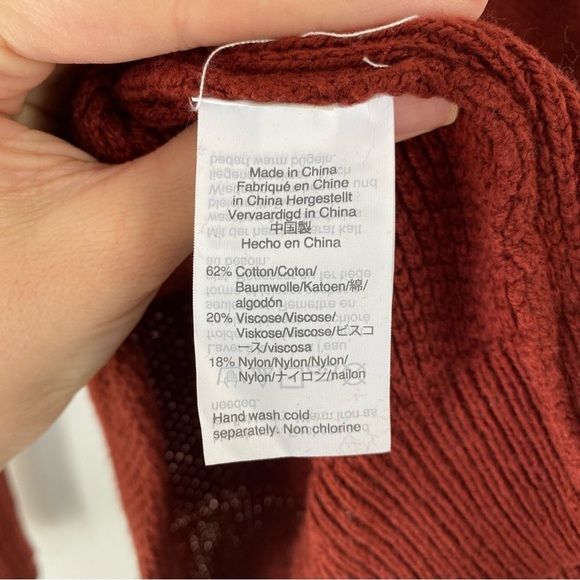 Made in China
Fabriqué en Chine
in China Hergestellt
Vervaardigd in China
中国製
Hecho en China
62% Cotton/Coton/
Baumwolle/Katoen/綿/
algodón
20% Viscose/Viscose/
Viskose/Viscose/ビスコ
ース/viscosa
18% Nylon/Nylon/Nylon/
Nylon/ナイロン/nailon
Hand wash cold
separately. Non chlorine